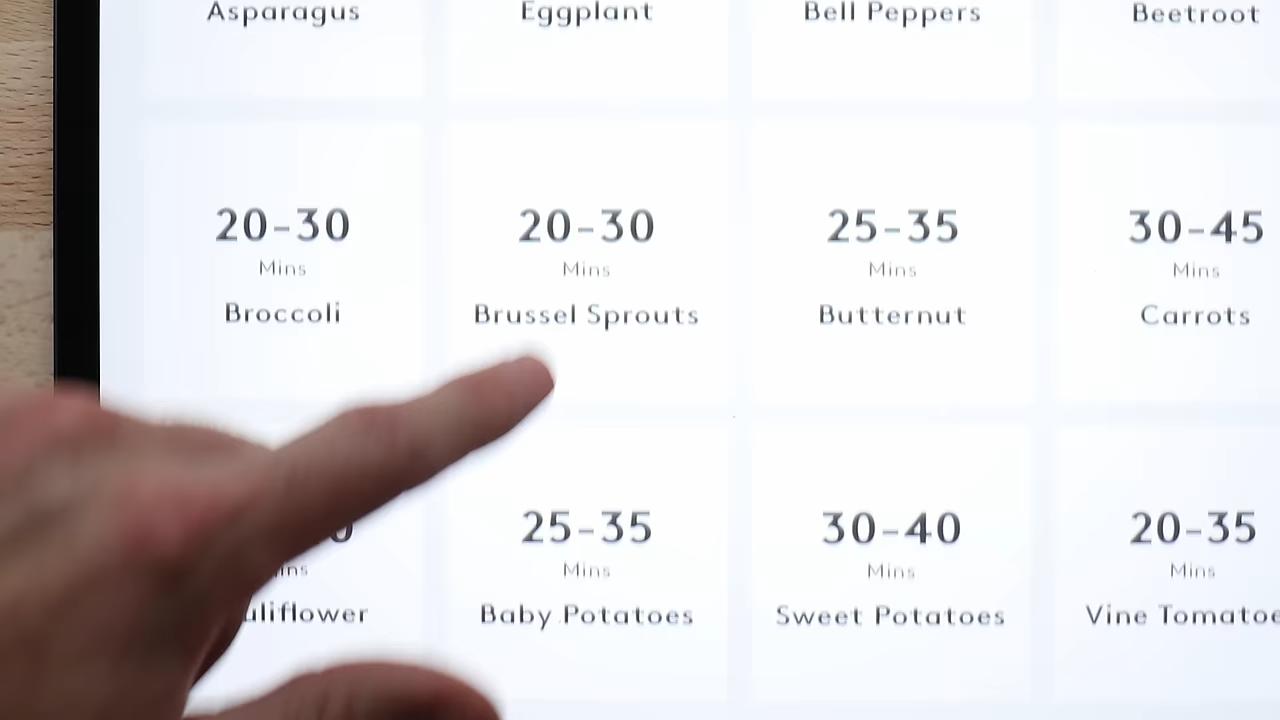 Asparagus Eggplant Bell Peppers Beetroot
20-30 20-30 25-35 30-45
Mins Mins Mins Mins
Broccoli Brussel Sprouts Butternut Carrots
25-35 30-40 20-35
Mins Mins Mins
Baby Potatoes Sweet Potatoes Vine